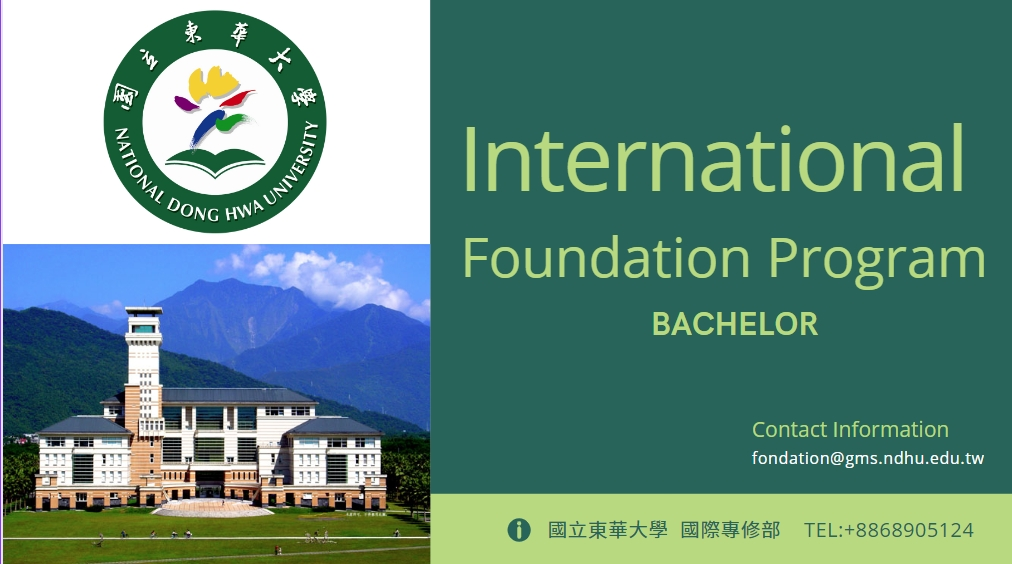 國立東華大學
NATIONAL DONG HWA UNIVERSITY
International
Foundation Program
BACHELOR
Contact Information
fondation@gms.ndhu.edu.tw
國立東華大學 國際專修部 TEL:+8868905124